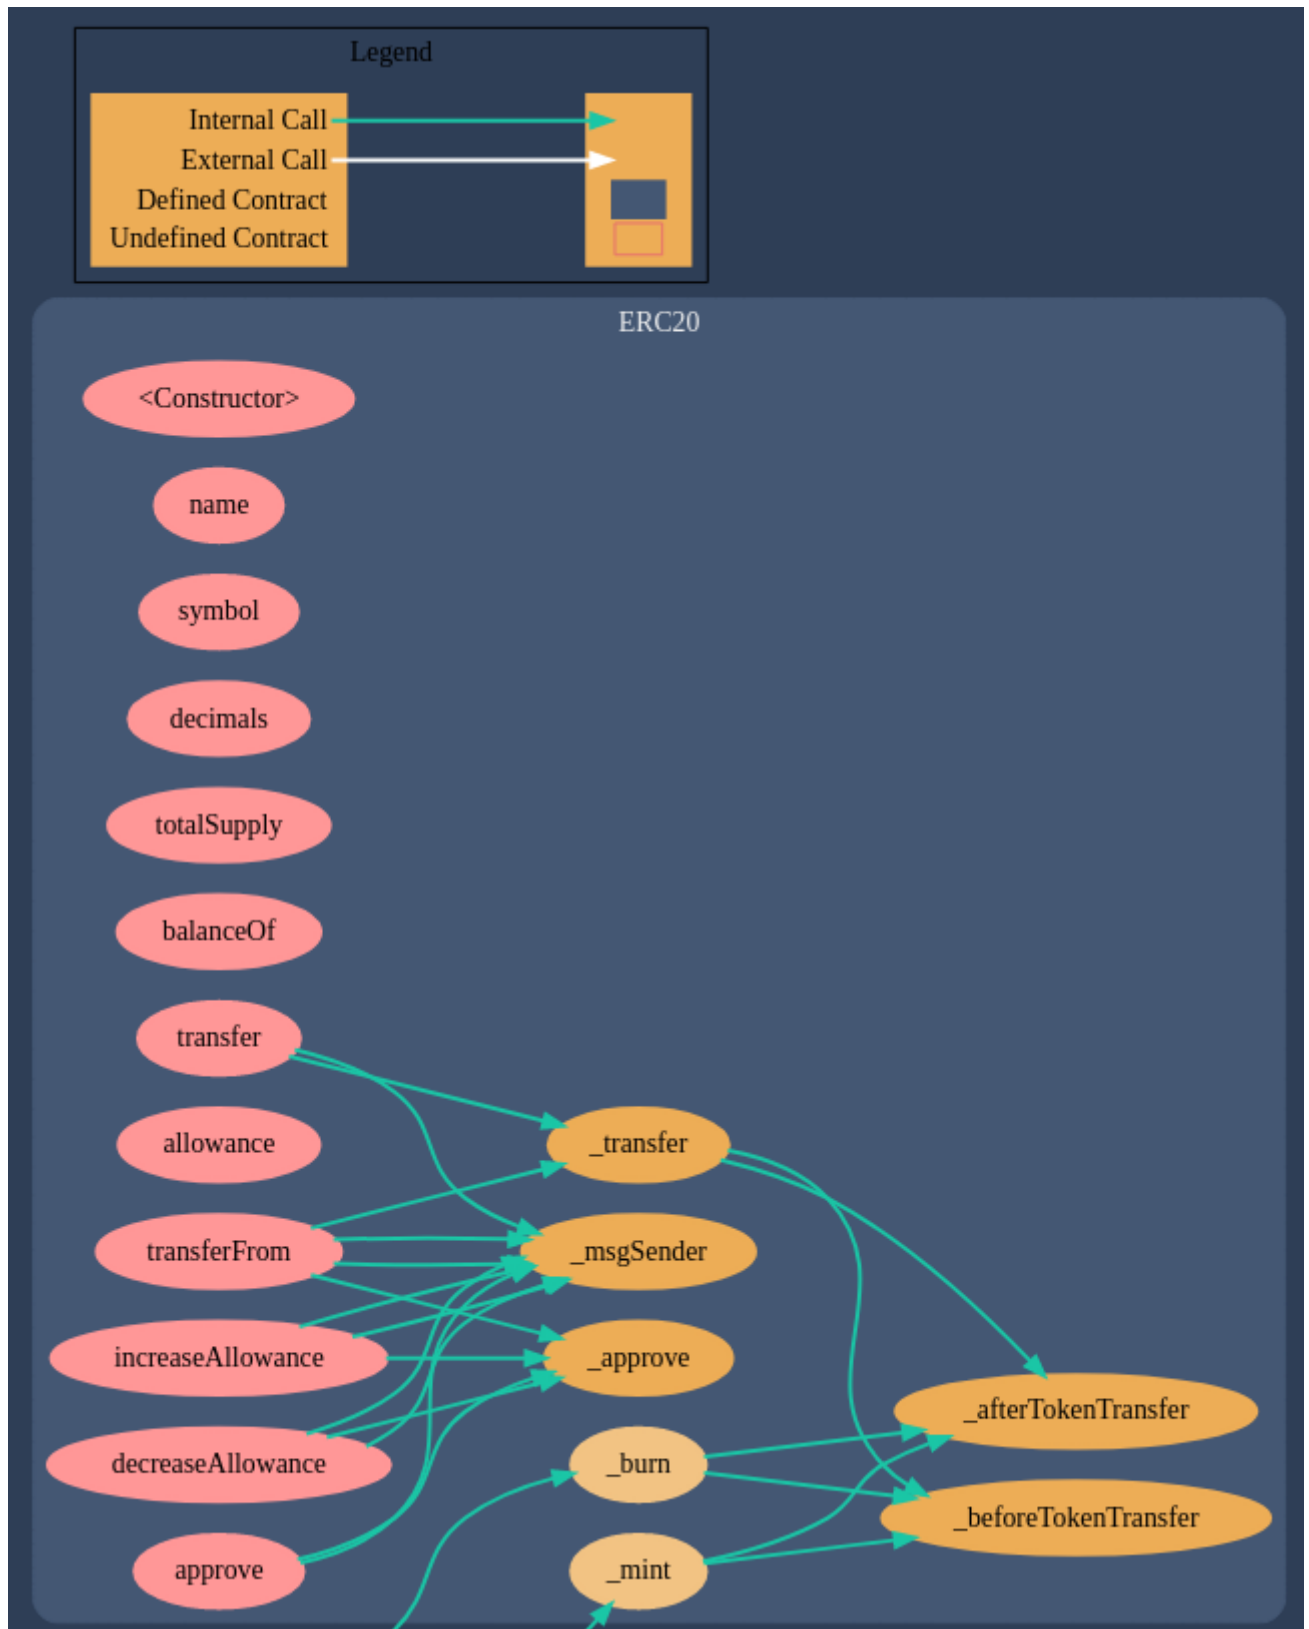 Legend
Internal Call
External Call
Defined Contract
Undefined Contract
ERC20
<Constructor>
name
symbol
decimals
totalSupply
balanceOf
transfer
allowance
_transfer
transferFrom
_msgSender
increaseAllowance
_approve
_afterTokenTransfer
decreaseAllowance
_burn
_beforeTokenTransfer
approve
_mint